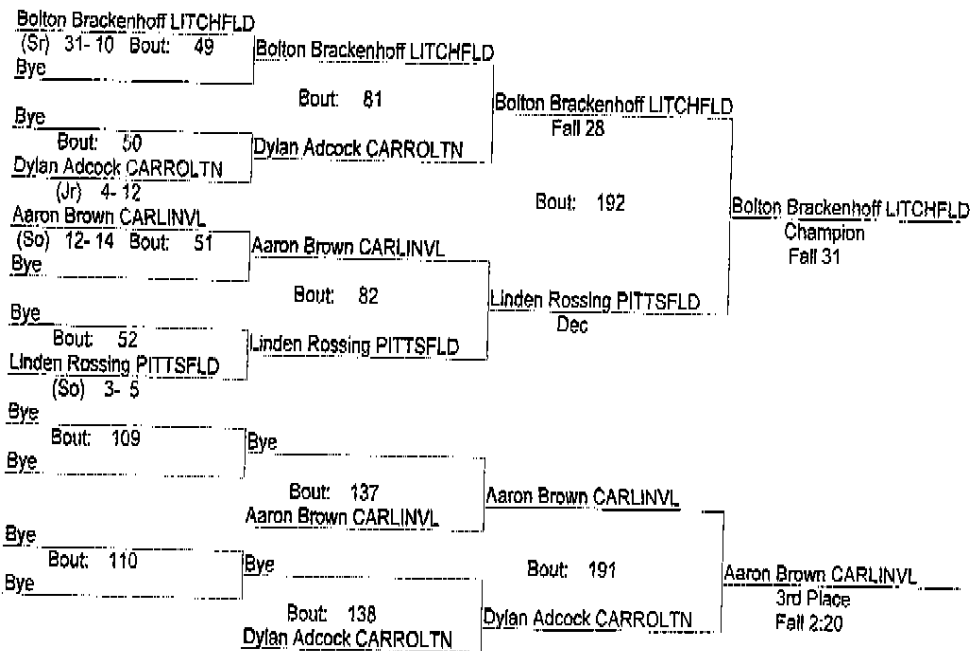 Bolton Brackenhoff LITCHFLD
(Sr) 31- 10 Bout: 49
Bye
Bolton Brackenhoff LITCHFLD
Bout: 81
Bye
Bout: 50
Dylan Adcock CARROLTN
(Jr) 4- 12
Dylan Adcock CARROLTN
Bolton Brackenhoff LITCHFLD
Fall 28
Bout: 192
Aaron Brown CARLINVL
(So) 12- 14 Bout: 51
Bye
Aaron Brown CARLINVL
Bout: 82
Bye
Bout: 52
Linden Rossing PITTSFLD
(So) 3- 5
Linden Rossing PITTSFLD
Linden Rossing PITTSFLD
Dec
Bolton Brackenhoff LITCHFLD
Champion
Fall 31
Bye
Bout: 109
Bye
Bye
Bout: 137
Aaron Brown CARLINVL
Aaron Brown CARLINVL
Bye
Bout: 110
Bye
Bye
Bout: 138
Dylan Adcock CARROLTN
Bout: 191
Dylan Adcock CARROLTN
Aaron Brown CARLINVL
3rd Place
Fall 2:20